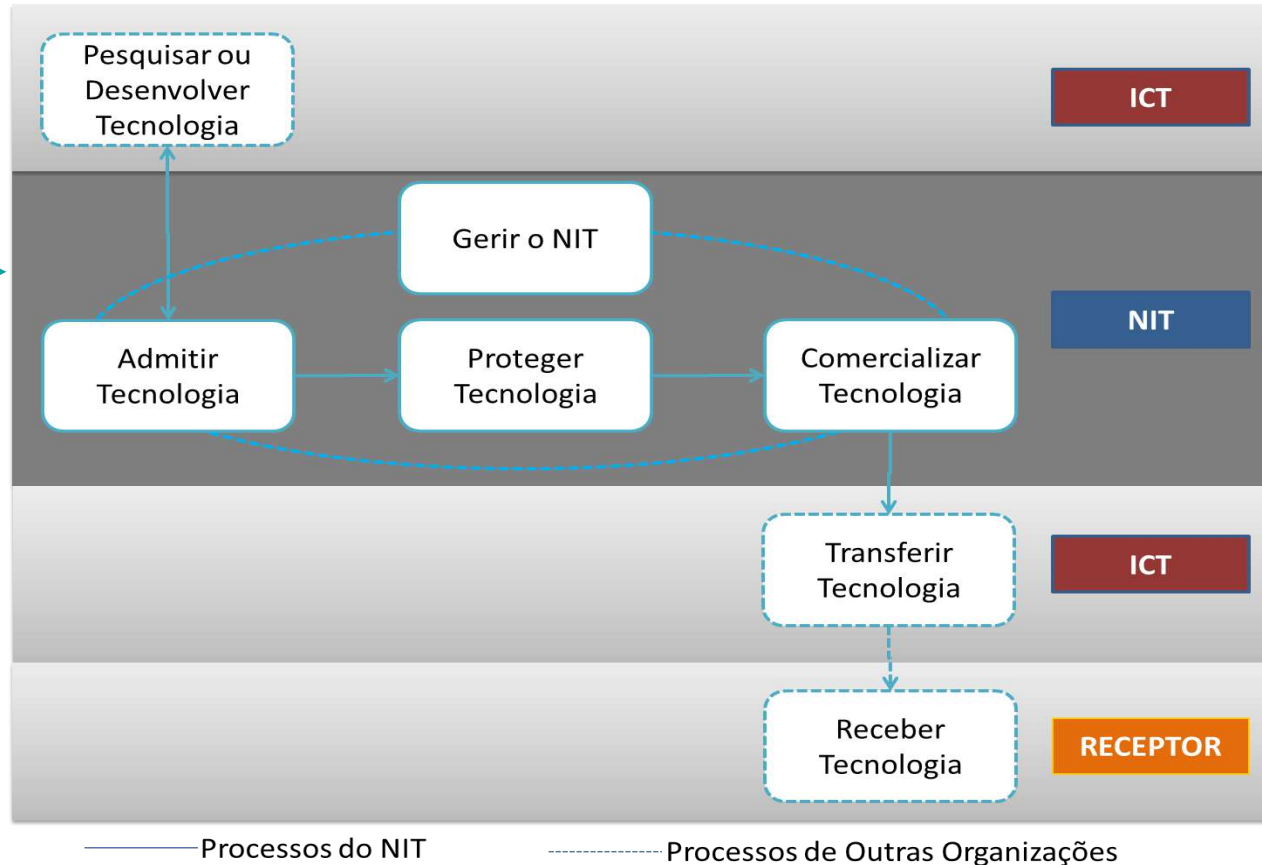 Pesquisar ou
Desenvolver
Tecnologia
ICT
Gerir o NIT
NIT
Admitir
Tecnologia
Proteger
Tecnologia
Comercializar
Tecnologia
Transferir
Tecnologia
ICT
Receber
Tecnologia
RECEPTOR
Processos do NIT
Processos de Outras Organizações